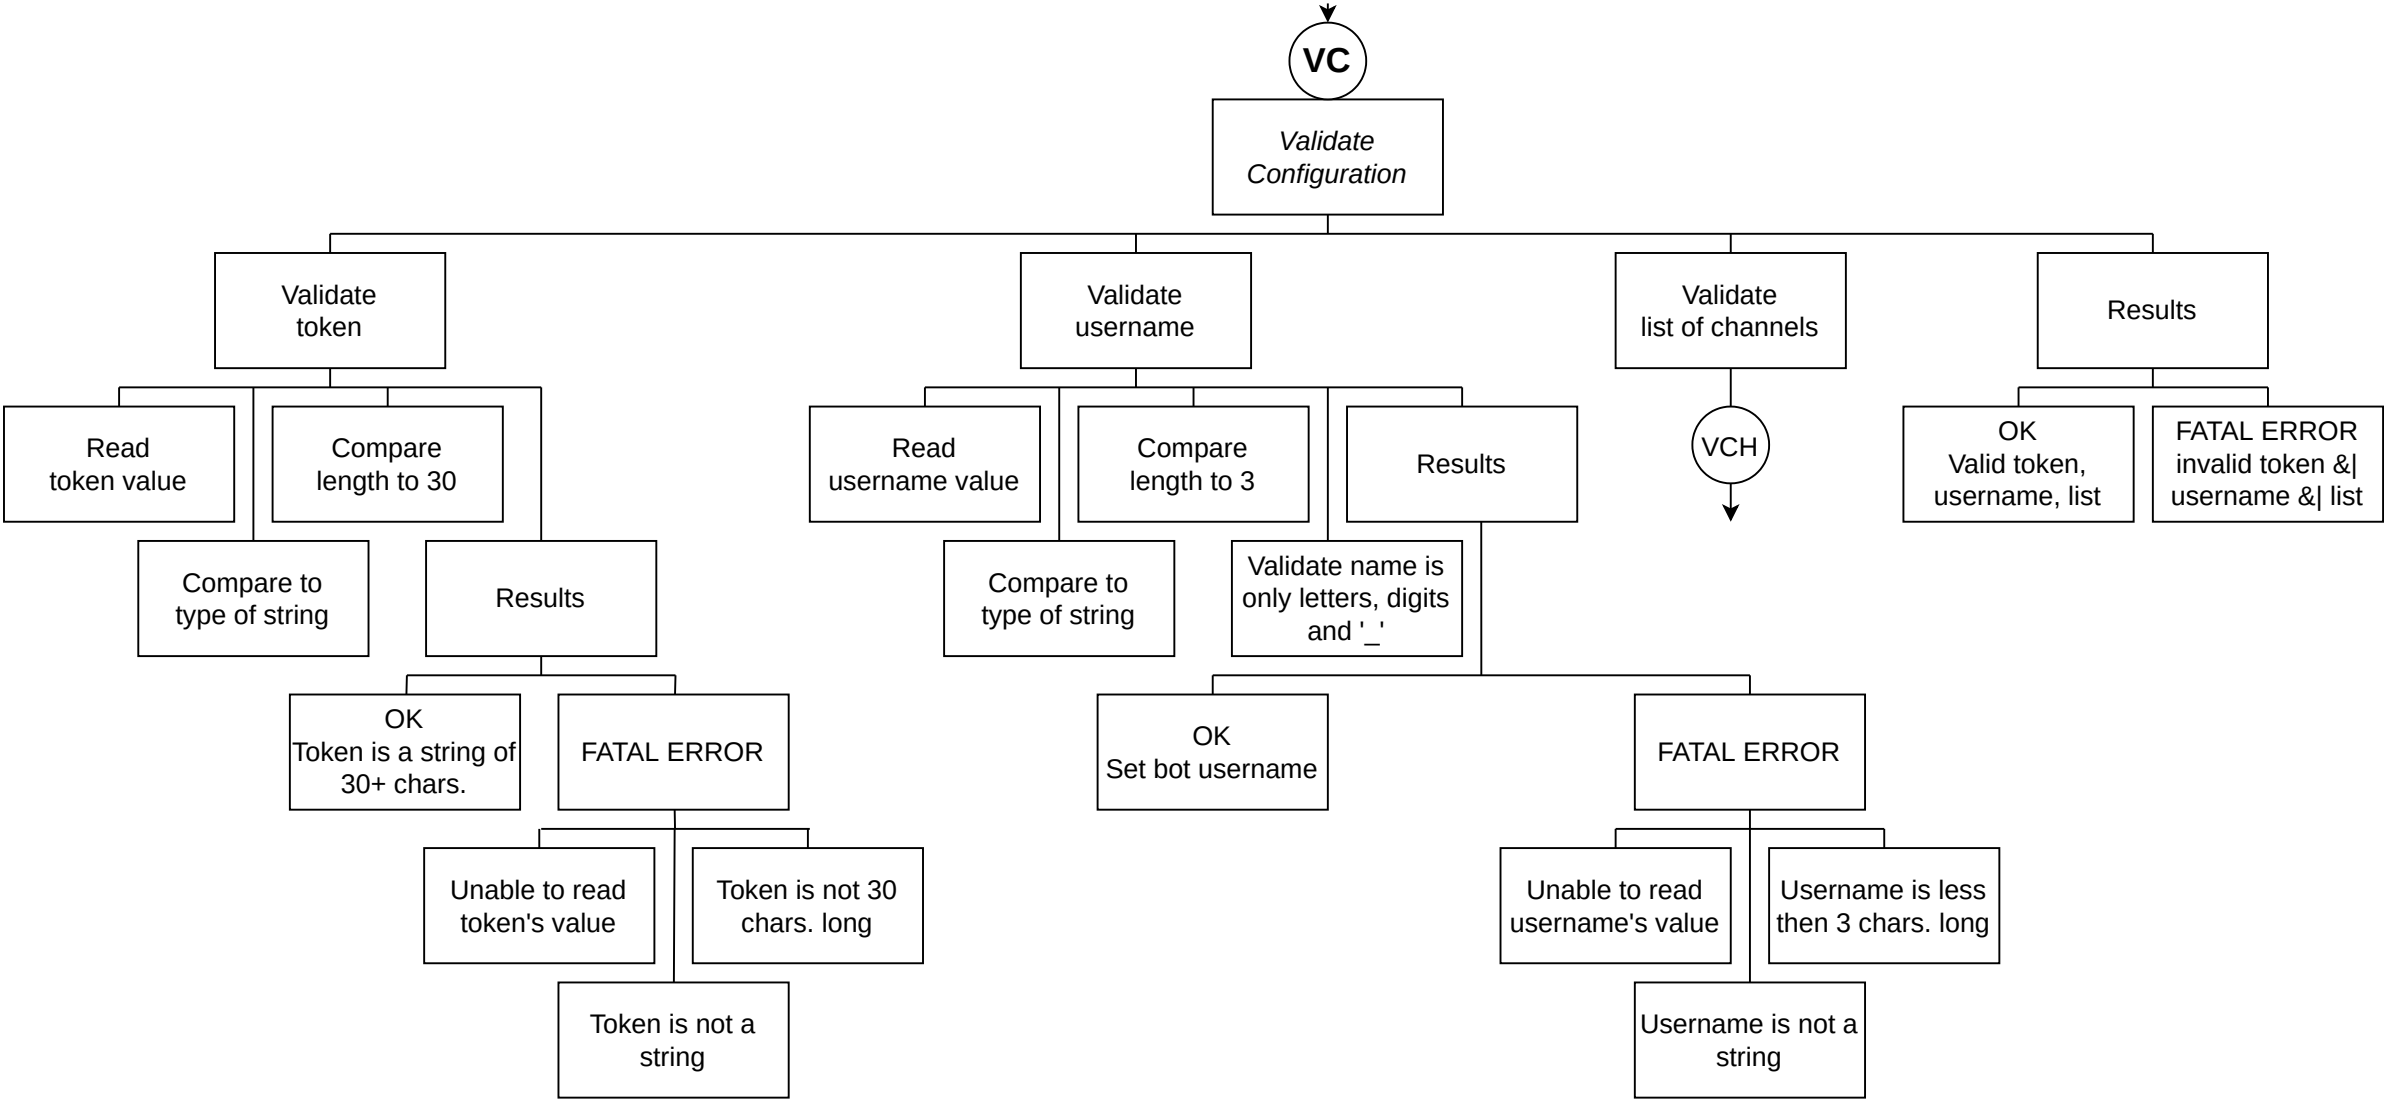 VC
Validate
Configuration
Validate
token
Validate
username
Validate
list of channels
Results
Read
token value
Compare
length to 30
Read
username value
Compare
length to 3
Results
VCH
OK
Valid token,
username, list
FATAL ERROR
invalid token &|
username &| list
Compare to
type of string
Results
Compare to
type of string
Validate name is
only letters, digits
and '_'
OK
Token is a string of
30+ chars.
FATAL ERROR
OK
Set bot username
FATAL ERROR
Unable to read
token's value
Token is not 30
chars. long
Unable to read
username's value
Username is less
then 3 chars. long
Token is not a
string
Username is not a
string